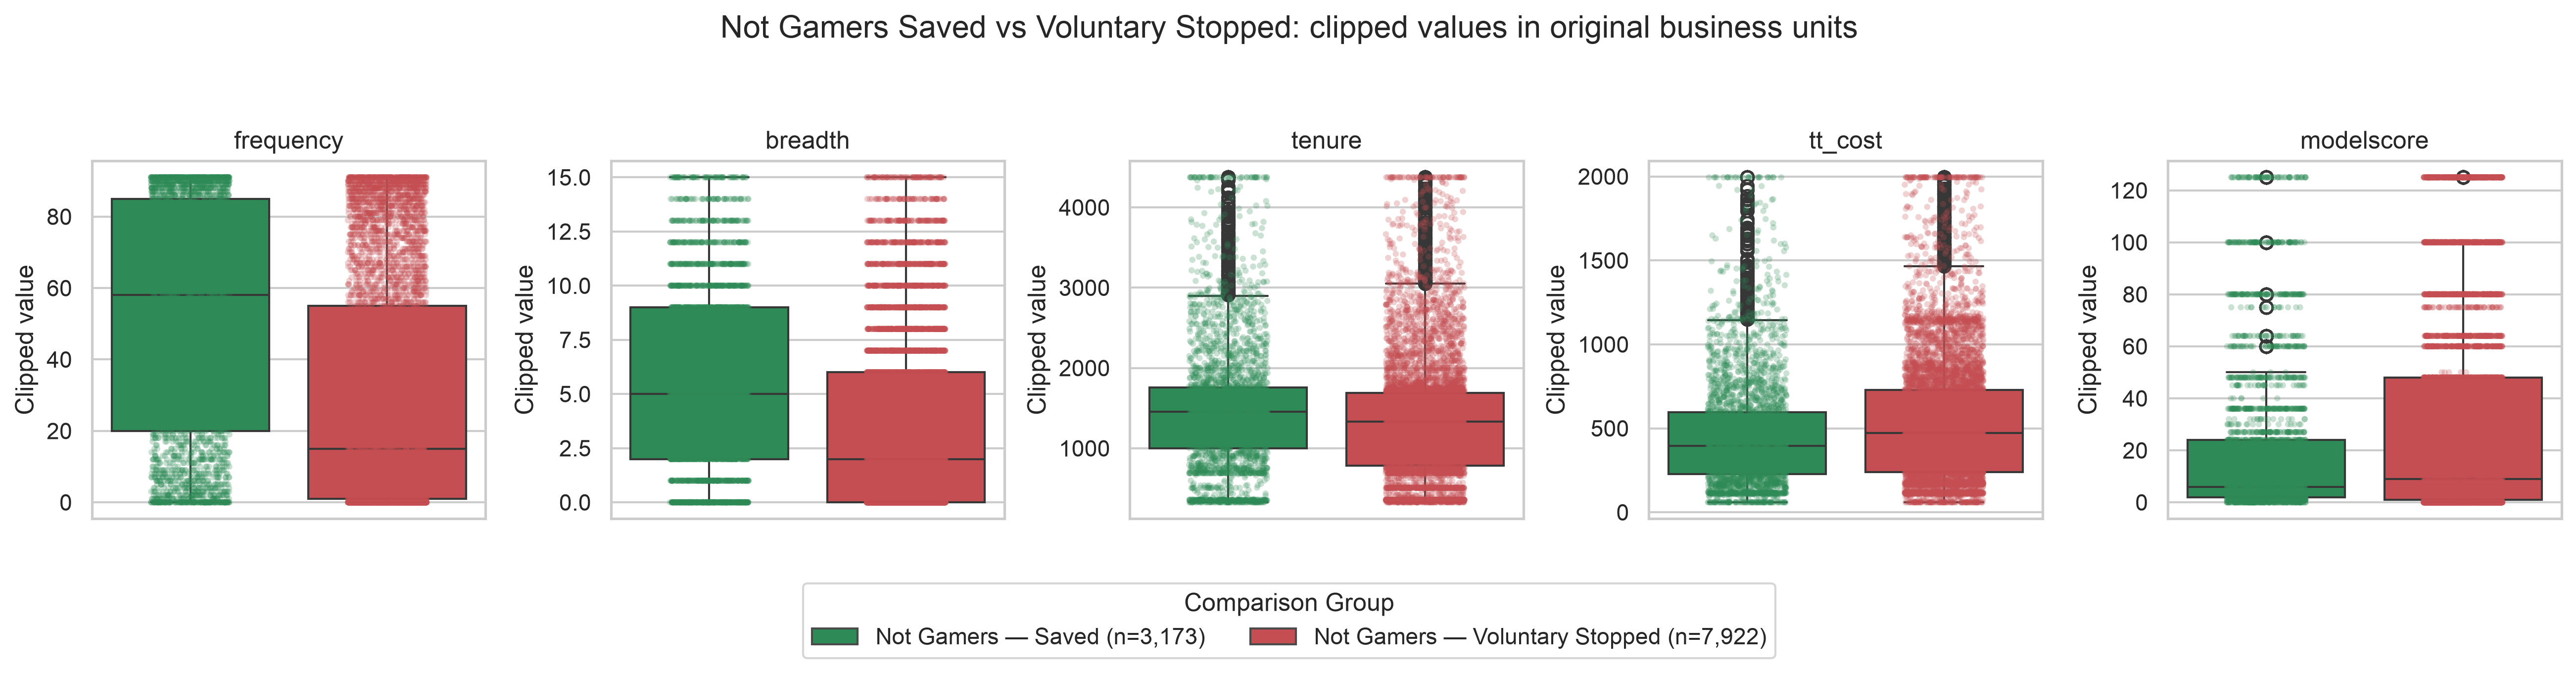 Not Gamers Saved vs Voluntary Stopped: clipped values in original business units
frequency
breadth
tenure
tt_cost
modelscore
Clipped value
80
60
40
20
0
Clipped value
15.0
12.5
10.0
7.5
5.0
2.5
0.0
Clipped value
4000
3000
2000
1000
Clipped value
2000
1500
1000
500
0
Clipped value
120
100
80
60
40
20
0
Comparison Group
Not Gamers — Saved (n=3,173)
Not Gamers — Voluntary Stopped (n=7,922)